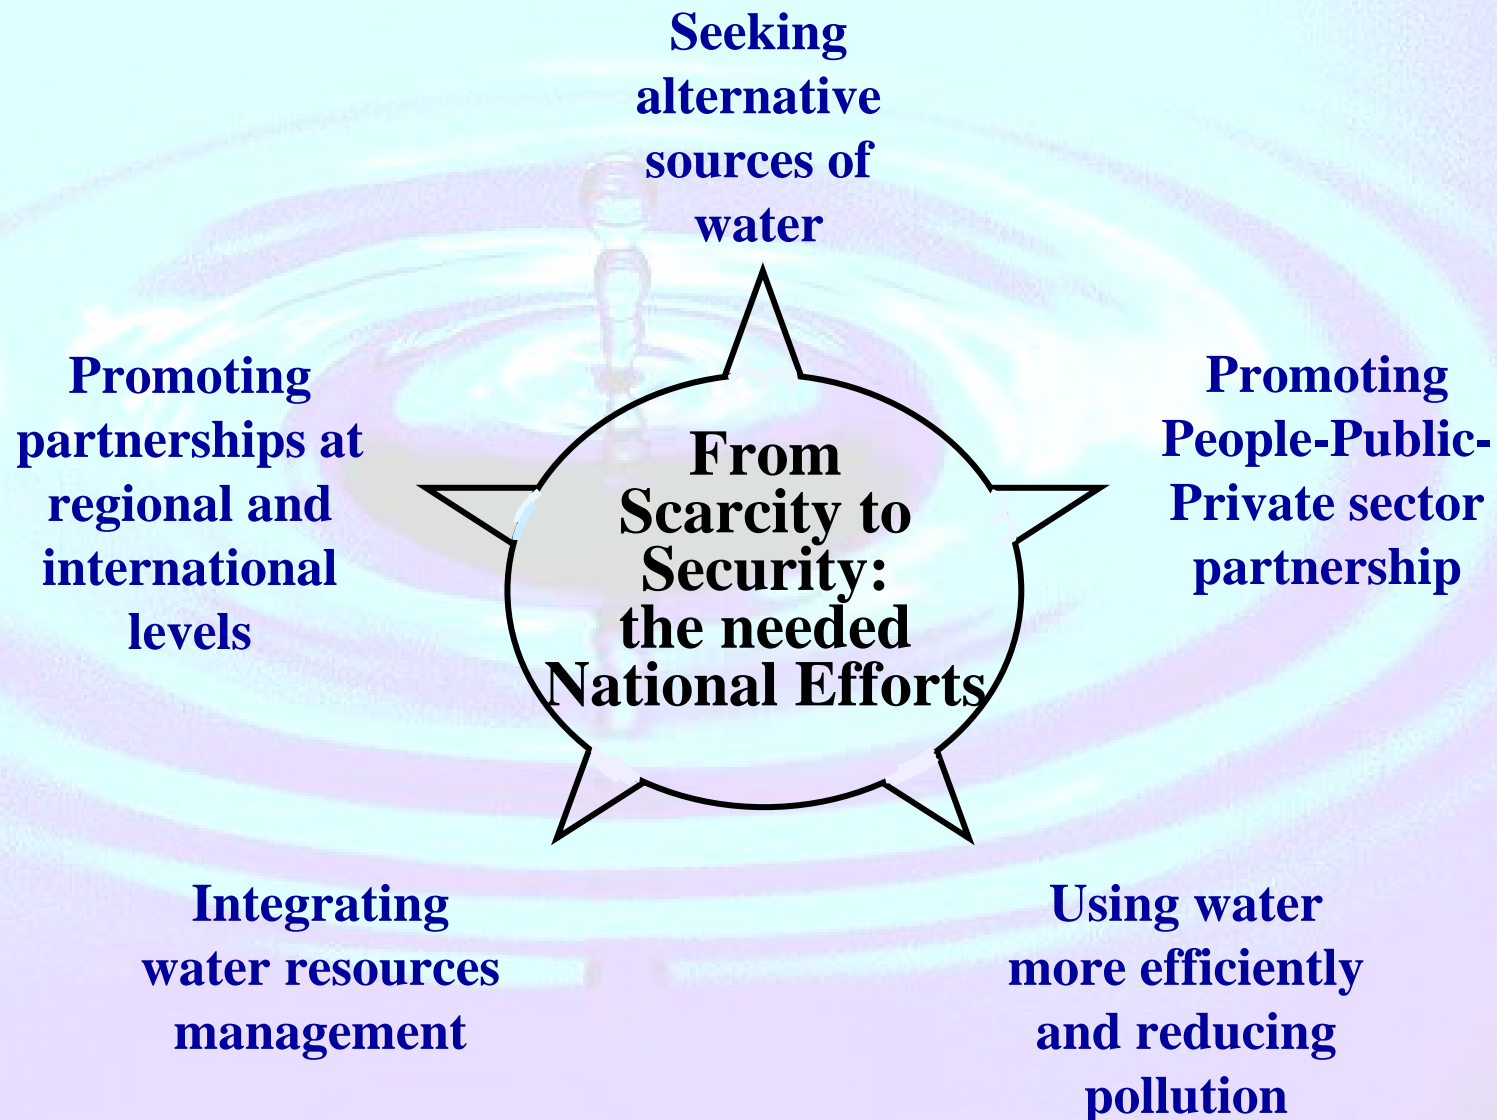 Seeking
alternative
sources of
water
Promoting
partnerships at
regional and
international
levels
From
Scarcity to
Security:
the needed
National Efforts
Promoting
People-Public-
Private sector
partnership
Integrating
water resources
management
Using water
more efficiently
and reducing
pollution